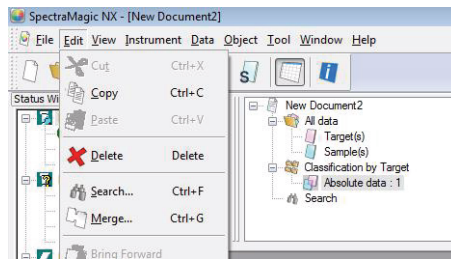 SpectraMagic NX - [New Document2]
File Edit View Instrument Data Object Tool Window Help
Status Wi
Cut Ctrl+X
Copy Ctrl+C
Paste Ctrl+V
Delete Delete
Search... Ctrl+F
Merge... Ctrl+G
Bring Forward
New Document2
All data
Target(s)
Sample(s)
Classification by Target
Absolute data : 1
Search